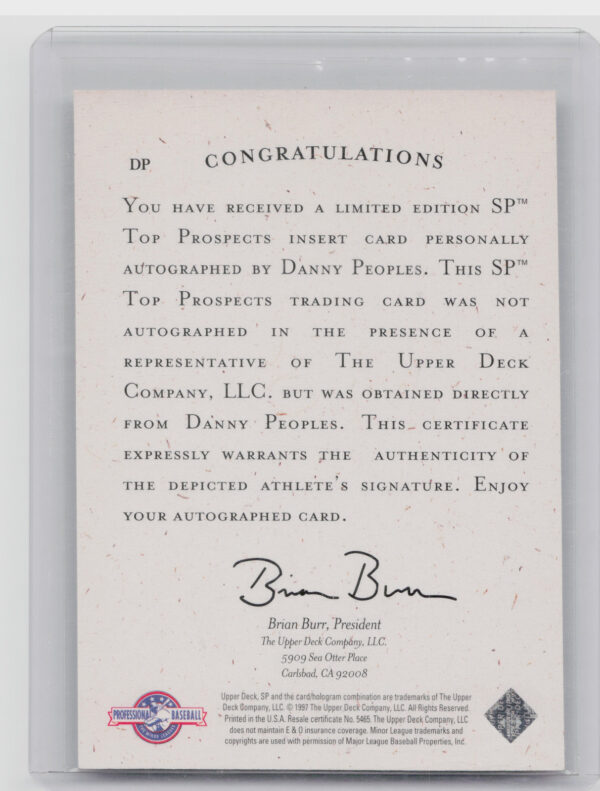 DP
CONGRATULATIONS
YOU HAVE RECEIVED A LIMITED EDITION SP™
TOP PROSPECTS INSERT CARD PERSONALLY
AUTOGRAPHED BY DANNY PEOPLES. THIS SP™
TOP PROSPECTS TRADING CARD WAS NOT
AUTOGRAPHED IN THE PRESENCE OF A
REPRESENTATIVE OF THE UPPER DECK
COMPANY, LLC. BUT WAS OBTAINED DIRECTLY
FROM DANNY PEOPLES. THIS CERTIFICATE
EXPRESSLY WARRANTS THE AUTHENTICITY OF
THE DEPICTED ATHLETE'S SIGNATURE. ENJOY
YOUR AUTOGRAPHED CARD.
Brian Burr
Brian Burr, President
The Upper Deck Company, LLC.
5909 Sea Otter Place
Carlsbad, CA 92008
PROFESSIONAL BASEBALL
THE MINOR LEAGUES
Upper Deck, SP and the card/hologram combination are trademarks of The Upper
Deck Company, LLC. © 1997 The Upper Deck Company, LLC. All Rights Reserved.
Printed in the U.S.A. Resale certificate No. 5465. The Upper Deck Company, LLC
does not maintain E & O insurance coverage. Minor League trademarks and
copyrights are used with permission of Major League Baseball Properties, Inc.